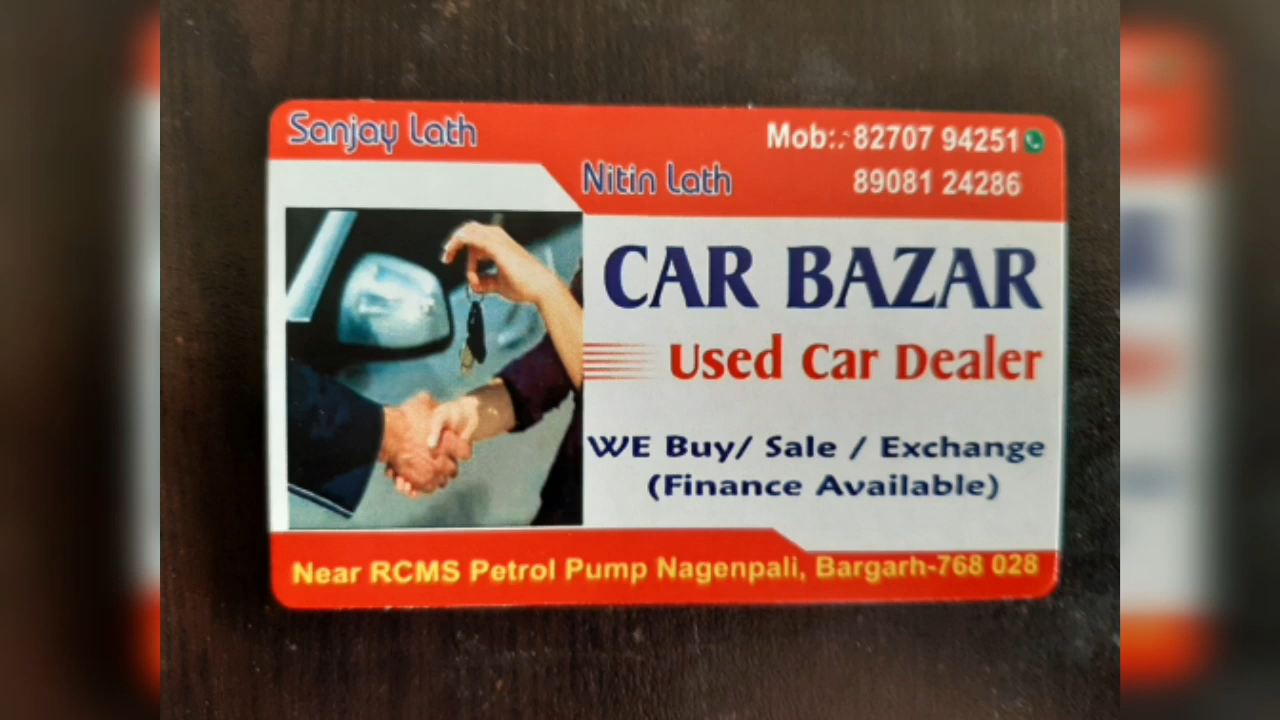 Sanjay Lath
Mob:. 82707 94251
Nitin Lath
89081 24286
CAR BAZAR
Used Car Dealer
WE Buy/ Sale / Exchange
(Finance Available)
Near RCMS Petrol Pump Nagenpali, Bargarh-768 028